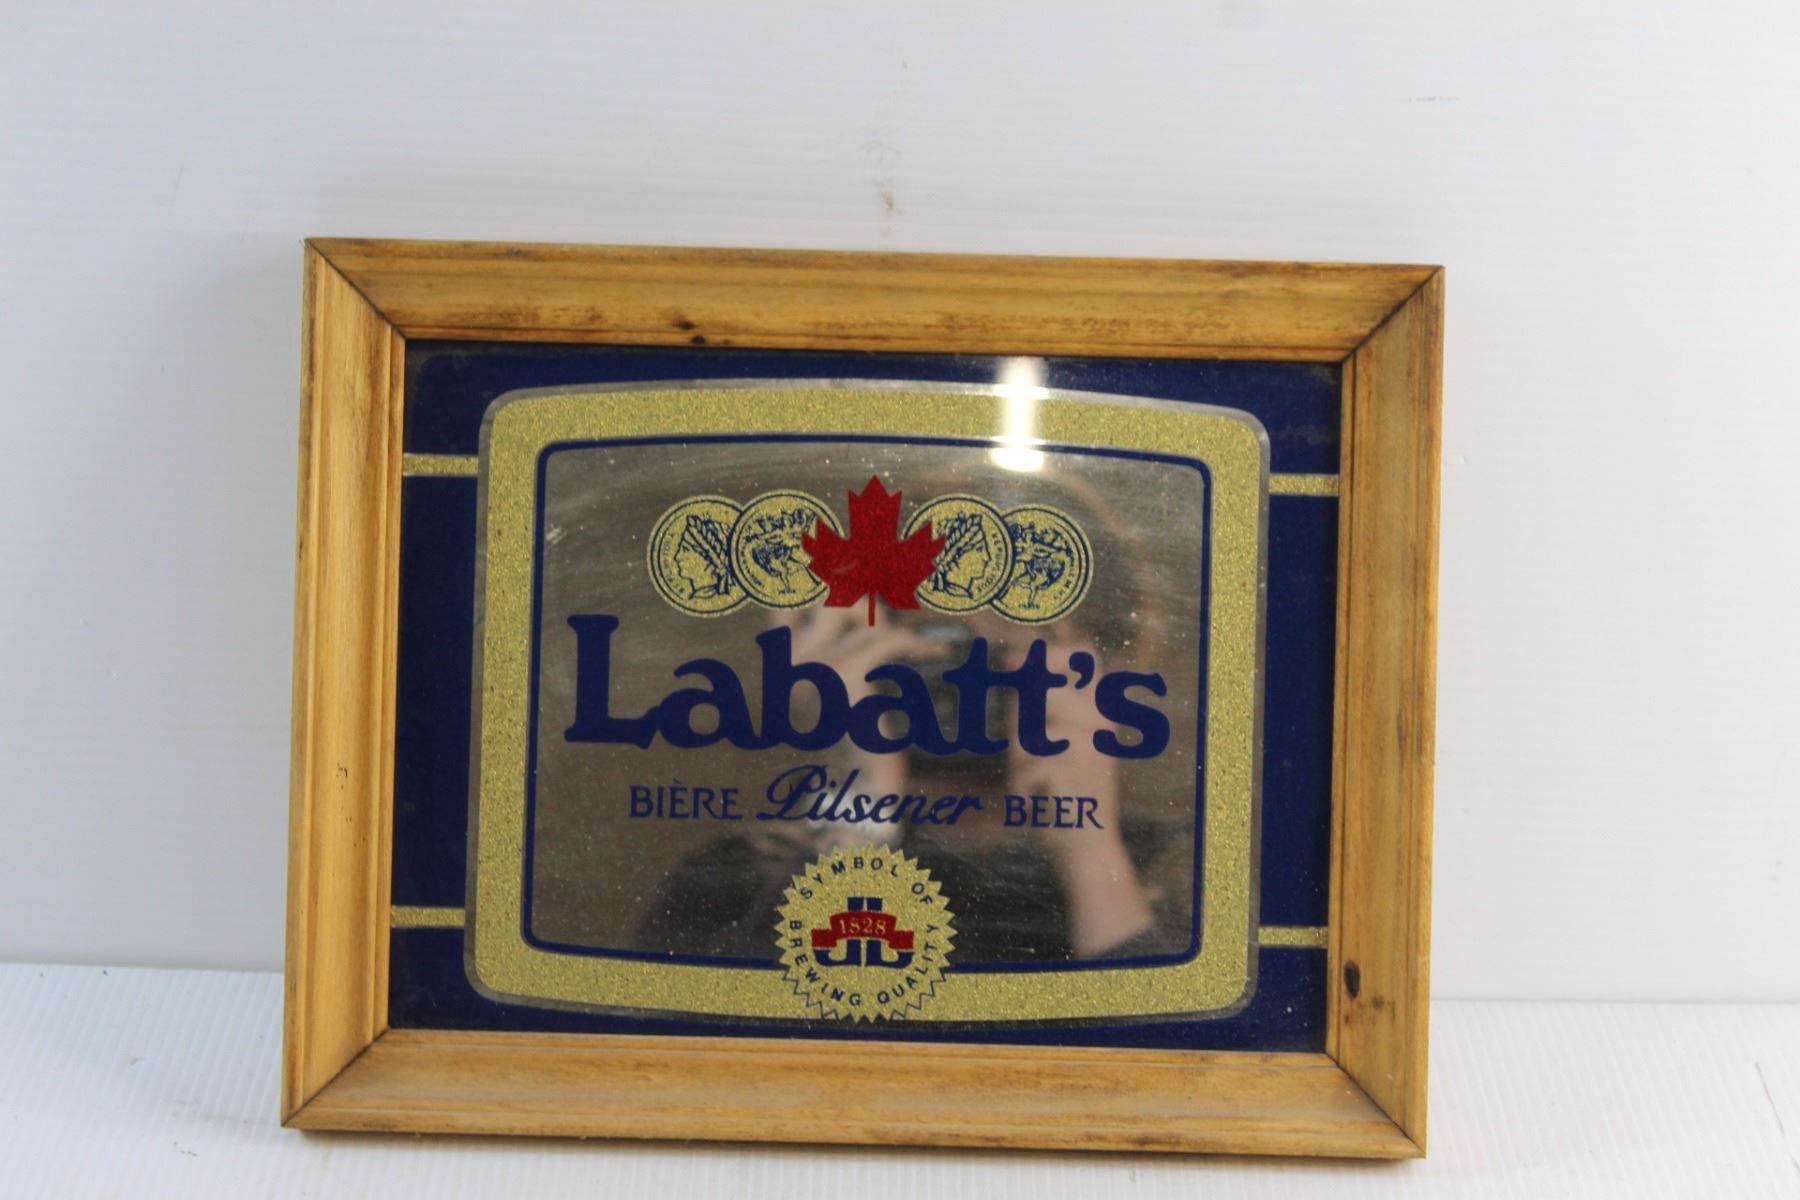 Labatt's
BIÈRE Pilsener BEER
SYMBOL OF
1828
BREWING QUALITY